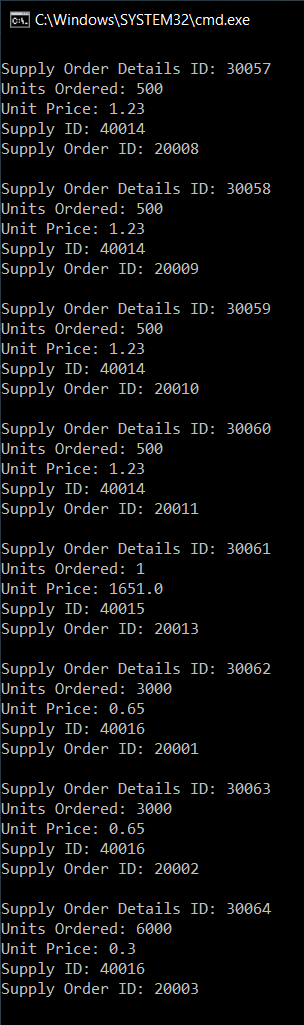 C:\Windows\SYSTEM32\cmd.exe
Supply Order Details ID: 30057
Units Ordered: 500
Unit Price: 1.23
Supply ID: 40014
Supply Order ID: 20008
Supply Order Details ID: 30058
Units Ordered: 500
Unit Price: 1.23
Supply ID: 40014
Supply Order ID: 20009
Supply Order Details ID: 30059
Units Ordered: 500
Unit Price: 1.23
Supply ID: 40014
Supply Order ID: 20010
Supply Order Details ID: 30060
Units Ordered: 500
Unit Price: 1.23
Supply ID: 40014
Supply Order ID: 20011
Supply Order Details ID: 30061
Units Ordered: 1
Unit Price: 1651.0
Supply ID: 40015
Supply Order ID: 20013
Supply Order Details ID: 30062
Units Ordered: 3000
Unit Price: 0.65
Supply ID: 40016
Supply Order ID: 20001
Supply Order Details ID: 30063
Units Ordered: 3000
Unit Price: 0.65
Supply ID: 40016
Supply Order ID: 20002
Supply Order Details ID: 30064
Units Ordered: 6000
Unit Price: 0.3
Supply ID: 40016
Supply Order ID: 20003